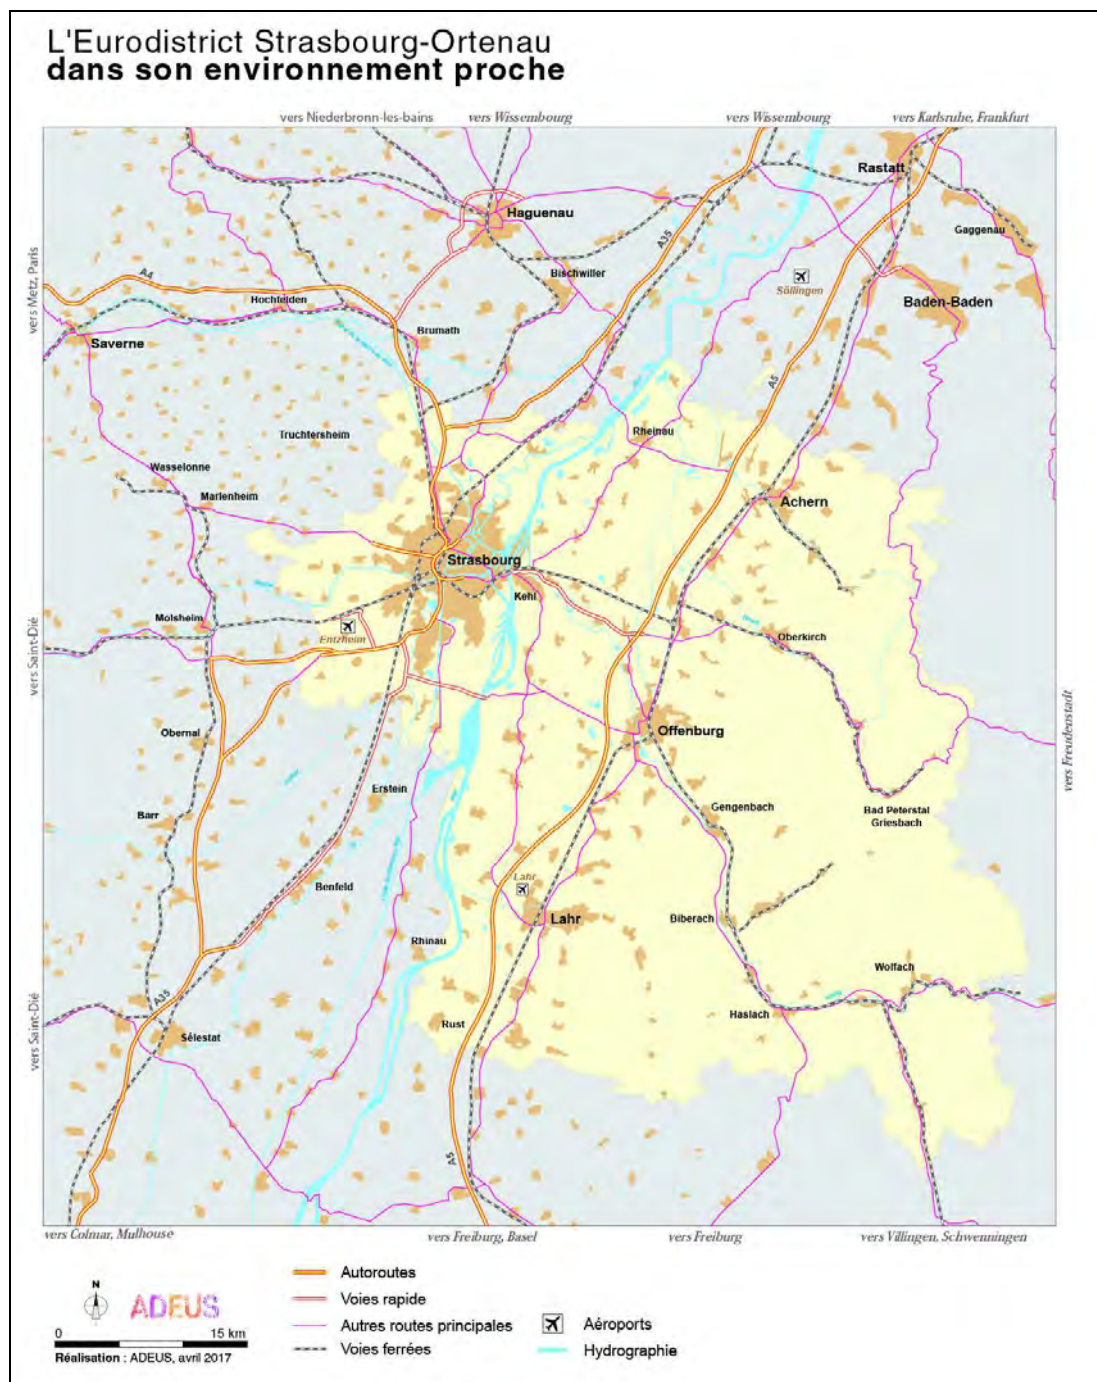 L'Eurodistrict Strasbourg-Ortenau
dans son environnement proche
vers Niederbronn-les-bains
vers Wissembourg
vers Wissembourg
vers Karlsruhe, Frankfurt
Rastatt
Haguenau
Gaggenau
A35
Bischwiller
Söllingen
vers Metz, Paris
A4
Hochfelden
Baden-Baden
Brumath
Saverne
A5
Truchtersheim
Rheinau
Wasselonne
Marlenheim
Achern
Strasbourg
Kehl
Molsheim
Entzheim
Oberkirch
vers Saint-Dié
Obernai
Offenburg
vers Freudenstadt
Erstein
Gengenbach
Bad Peterstal
Griesbach
Barr
Benfeld
Lahr
Lahr
Biberach
Rhinau
Wolfach
A35
Rust
Haslach
vers Saint-Dié
Sélestat
A5
vers Colmar, Mulhouse
vers Freiburg, Basel
vers Freiburg
vers Villingen, Schwenningen
N
ADEUS
0 15 km
Réalisation : ADEUS, avril 2017
Autoroutes
Voies rapide
Autres routes principales
Voies ferrées
Aéroports
Hydrographie